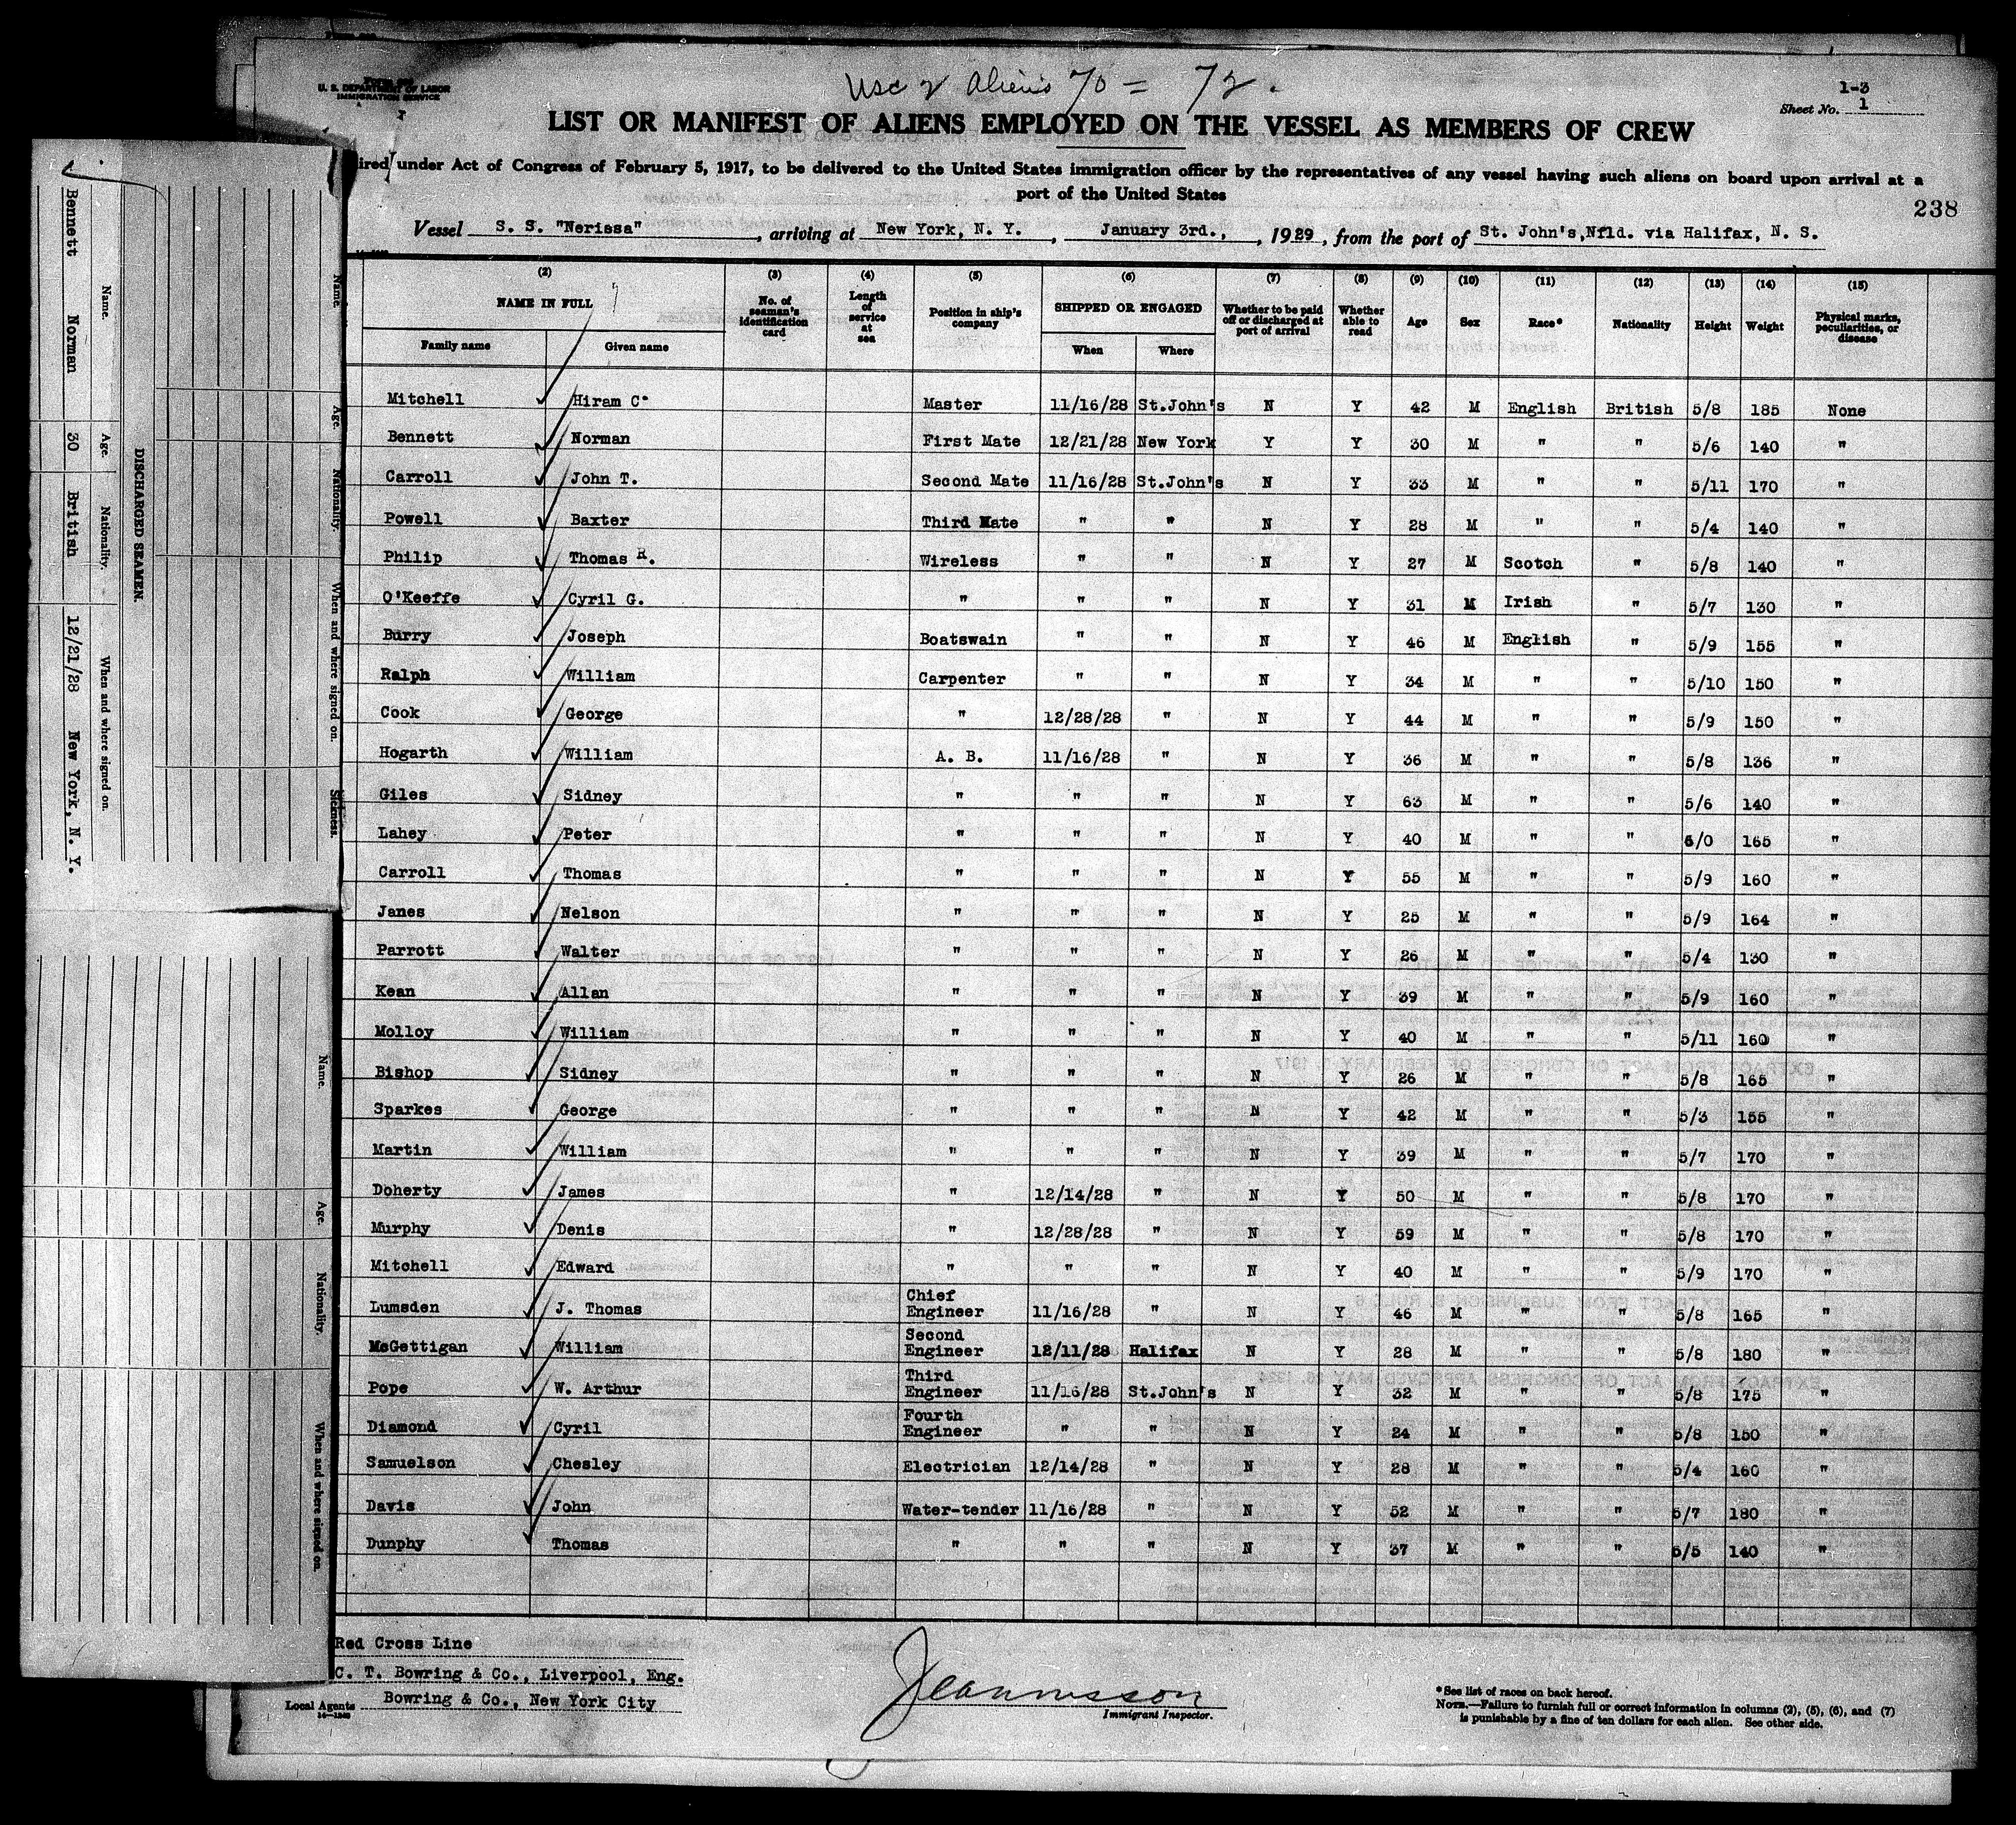 Form 689
U. S. DEPARTMENT OF LABOR
IMMIGRATION SERVICE
Usc 2 Aliens 70 = 72.
1-3
Sheet No. 1
LIST OR MANIFEST OF ALIENS EMPLOYED ON THE VESSEL AS MEMBERS OF CREW
ired under Act of Congress of February 5, 1917, to be delivered to the United States immigration officer by the representatives of any vessel having such aliens on board upon arrival at a
port of the United States
238
Vessel S. S. "Nerissa", arriving at New York, N. Y., January 3rd., , 1929, from the port of St. John's,Nfld. via Halifax, N. S.
(2) (3) (4) (5) (6) (7) (8) (9) (10) (11) (12) (13) (14) (15)
NAME IN FULL No. of seaman's identification card Length of service at sea Position in ship's company SHIPPED OR ENGAGED Whether to be paid off or discharged at port of arrival Whether able to read Age Sex Race* Nationality Height Weight Physical marks, peculiarities, or disease
Family name Given name When Where
Mitchell Hiram C. Master 11/16/28 St.John's N Y 42 M English British 5/8 185 None
Bennett Norman First Mate 12/21/28 New York Y Y 30 M " " 5/6 140 "
Carroll John T. Second Mate 11/16/28 St.John's N Y 33 M " " 5/11 170 "
Powell Baxter Third Mate " " N Y 28 M " " 5/4 140 "
Philip Thomas R. Wireless " " N Y 27 M Scotch " 5/8 140 "
O'Keeffe Cyril G. " " " N Y 31 M Irish " 5/7 130 "
Burry Joseph Boatswain " " N Y 46 M English " 5/9 155 "
Ralph William Carpenter " " N Y 34 M " " 5/10 150 "
Cook George " 12/28/28 " N Y 44 M " " 5/9 150 "
Hogarth William A. B. 11/16/28 " N Y 36 M " " 5/8 136 "
Giles Sidney " " " N Y 63 M " " 5/6 140 "
Lahey Peter " " " N Y 40 M " " 6/0 165 "
Carroll Thomas " " " N Y 55 M " " 5/9 160 "
Janes Nelson " " " N Y 25 M " " 5/9 164 "
Parrott Walter " " " N Y 26 M " " 5/4 130 "
Kean Allan " " " N Y 39 M " " 5/9 160 "
Molloy William " " " N Y 40 M " " 5/11 160 "
Bishop Sidney " " " N Y 26 M " " 5/8 165 "
Sparkes George " " " N Y 42 M " " 5/3 155 "
Martin William " " " N Y 39 M " " 5/7 170 "
Doherty James " 12/14/28 " N Y 50 M " " 5/8 170 "
Murphy Denis " 12/28/28 " N Y 59 M " " 5/8 170 "
Mitchell Edward " " " N Y 40 M " " 5/9 170 "
Lumsden J. Thomas Chief Engineer 11/16/28 " N Y 46 M " " 5/8 165 "
McGettigan William Second Engineer 12/11/28 Halifax N Y 28 M " " 5/8 180 "
Pope W. Arthur Third Engineer 11/16/28 St.John's N Y 32 M " " 5/8 175 "
Diamond Cyril Fourth Engineer " " N Y 24 M " " 5/8 150 "
Samuelson Chesley Electrician 12/14/28 " N Y 28 M " " 5/4 160 "
Davis John Water-tender 11/16/28 " N Y 52 M " " 5/7 180 "
Dunphy Thomas " " " N Y 37 M " " 5/5 140 "
Red Cross Line
C. T. Bowring & Co., Liverpool, Eng.
Local Agents Bowring & Co., New York City
Immigrant Inspector.
*See list of races on back hereof.
NOTE.—Failure to furnish full or correct information in columns (2), (5), (6), and (7)
is punishable by a fine of ten dollars for each alien. See other side.
DISCHARGED SEAMEN.
Name. Age. Nationality. When and where signed on.
Bennett Norman 30 British 12/21/28 New York, N. Y.
Name. Age. Nationality. When and where signed on. Sickness.
Name. Age. Nationality. When and where signed on.